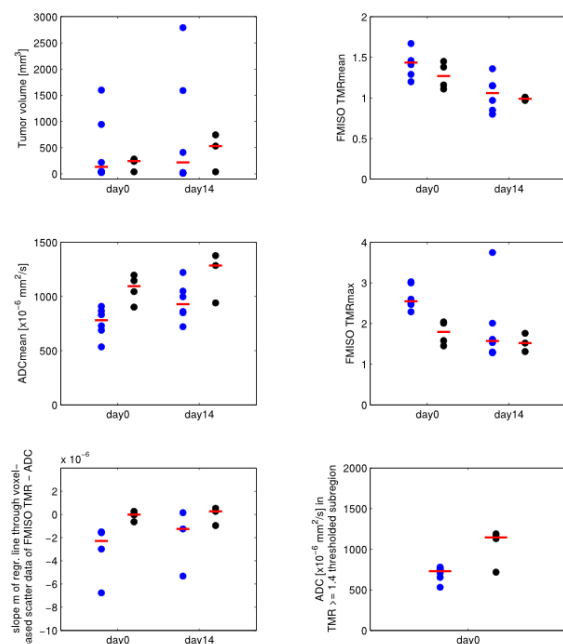 3000
2500
2000
1500
1000
500
0
Tumor volume [mm³]
day0
day14
2
1.5
1
0.5
0
FMISO TMRmean
day0
day14
1500
1000
500
0
ADCmean [x10⁻⁶ mm²/s]
day0
day14
4
3
2
1
0
FMISO TMRmax
day0
day14
x 10⁻⁶
2
0
−2
−4
−6
−8
−10
slope m of regr. line through voxel−
ased scatter data of FMISO TMR − ADC
day0
day14
2000
1500
1000
500
0
ADC [x10⁻⁶ mm²/s] in
TMR >= 1.4 thresholded subregion
day0